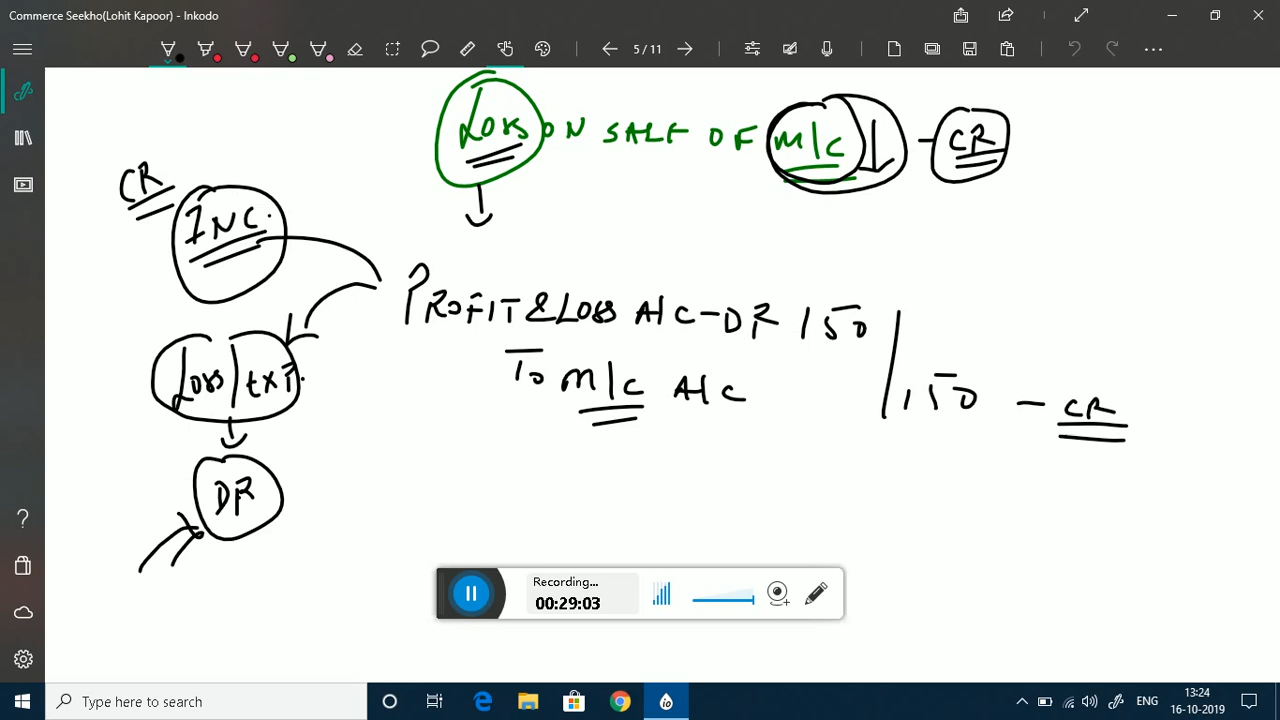 Commerce Seekho(Lohit Kapoor) - Inkodo
5/11
Loss ON SALE OF M/C ↓ - CR
CR
INC.
PROFIT & LOSS A/C - DR 150
To M/C A/C 150 - CR
Loss/EXP.
DR
Recording...
00:29:03
Type here to search
ENG
13:24
16-10-2019